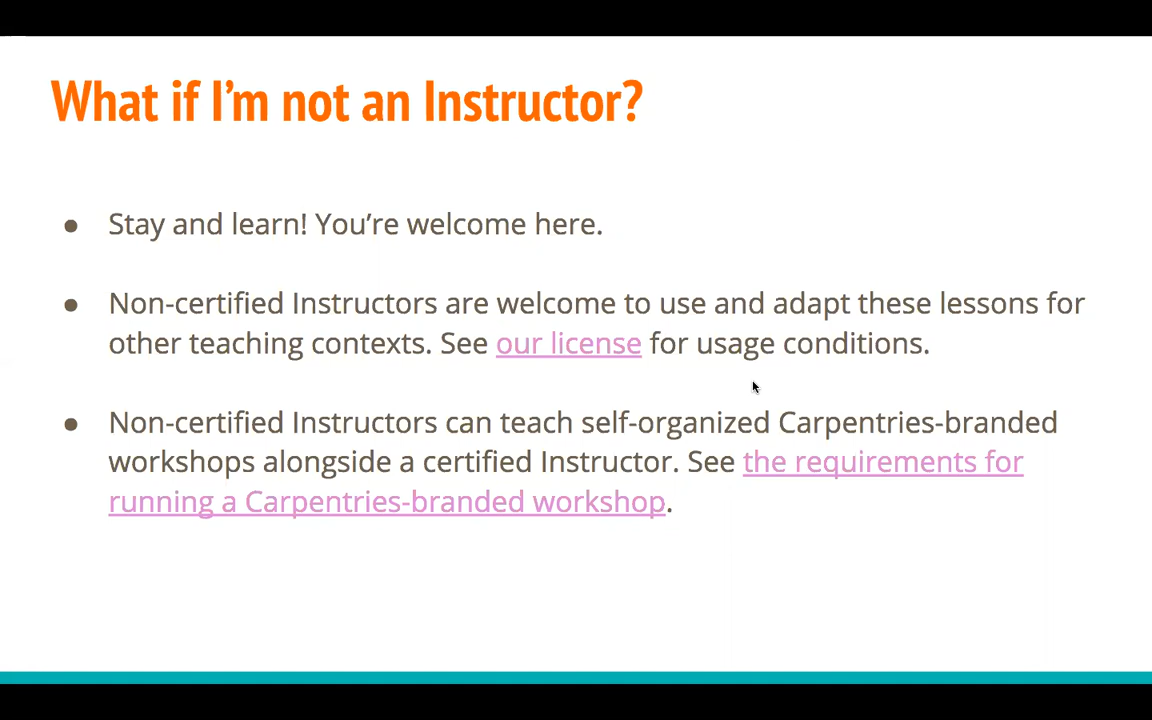 What if I’m not an Instructor?
● Stay and learn! You’re welcome here.
● Non-certified Instructors are welcome to use and adapt these lessons for
other teaching contexts. See our license for usage conditions.
● Non-certified Instructors can teach self-organized Carpentries-branded
workshops alongside a certified Instructor. See the requirements for
running a Carpentries-branded workshop.